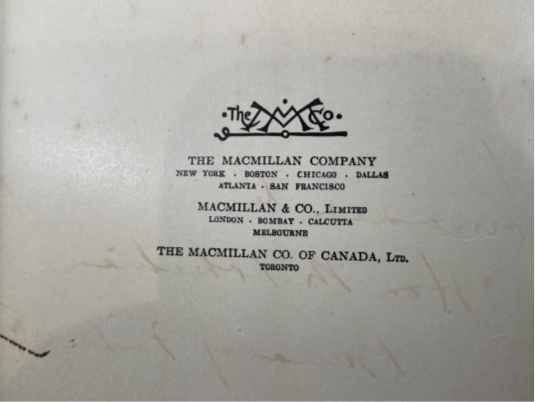 The M Co.
THE MACMILLAN COMPANY
NEW YORK · BOSTON · CHICAGO · DALLAS
ATLANTA · SAN FRANCISCO
MACMILLAN & CO., LIMITED
LONDON · BOMBAY · CALCUTTA
MELBOURNE
THE MACMILLAN CO. OF CANADA, LTD.
TORONTO